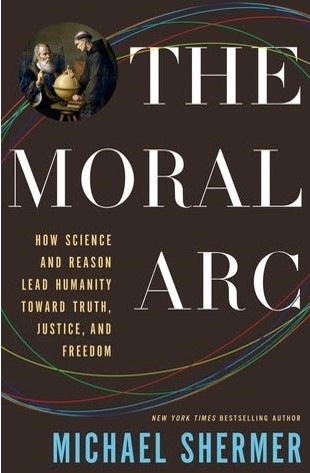 THE
MORAL
ARC
HOW SCIENCE
AND REASON
LEAD HUMANITY
TOWARD TRUTH,
JUSTICE, AND
FREEDOM
NEW YORK TIMES BESTSELLING AUTHOR
MICHAEL SHERMER